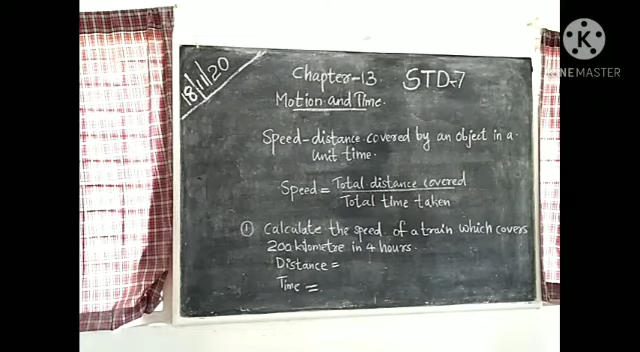 18/11/20
Chapter-13. STD-7
Motion and Time.
Speed-distance covered by an object in a
unit time.
Speed = Total distance covered
Total time taken
① Calculate the speed of a train which covers
200 kilometre in 4 hours.
Distance =
Time =
K
KINEMASTER